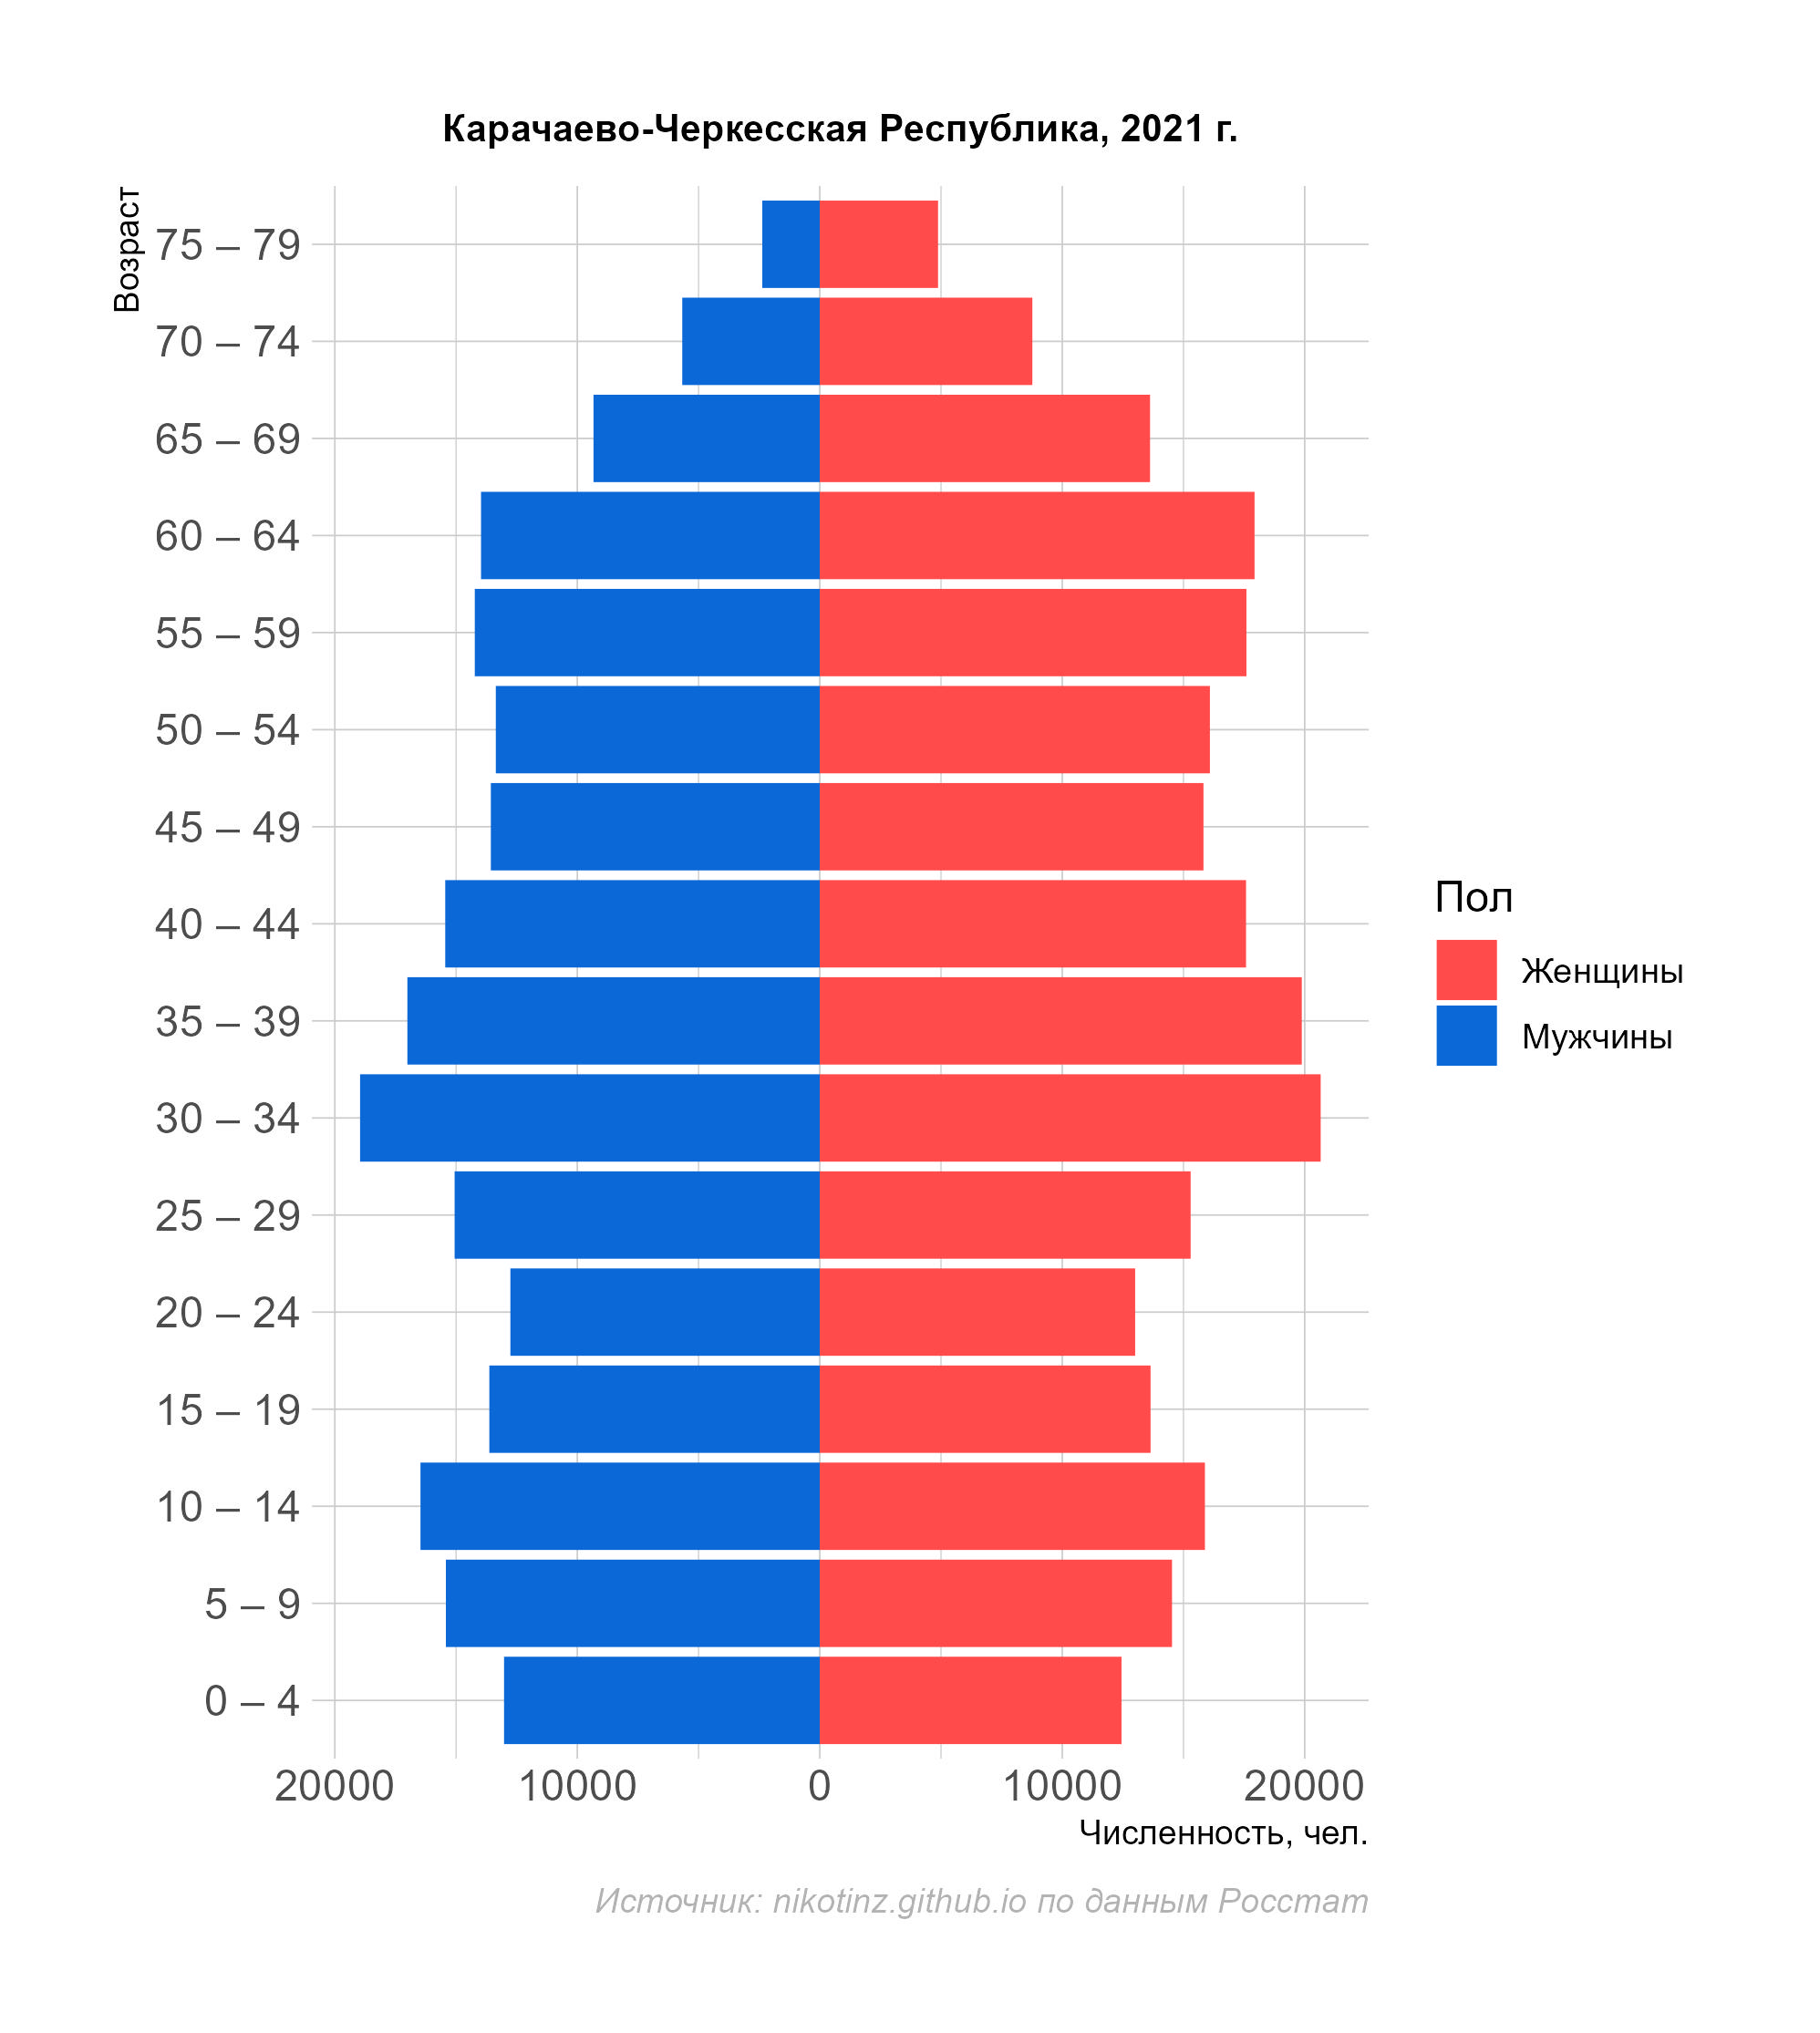 Карачаево-Черкесская Республика, 2021 г.
Возраст
75 – 79
70 – 74
65 – 69
60 – 64
55 – 59
50 – 54
45 – 49
40 – 44
35 – 39
30 – 34
25 – 29
20 – 24
15 – 19
10 – 14
5 – 9
0 – 4
20000 10000 0 10000 20000
Численность, чел.
Пол
Женщины
Мужчины
Источник: nikotinz.github.io по данным Росстат